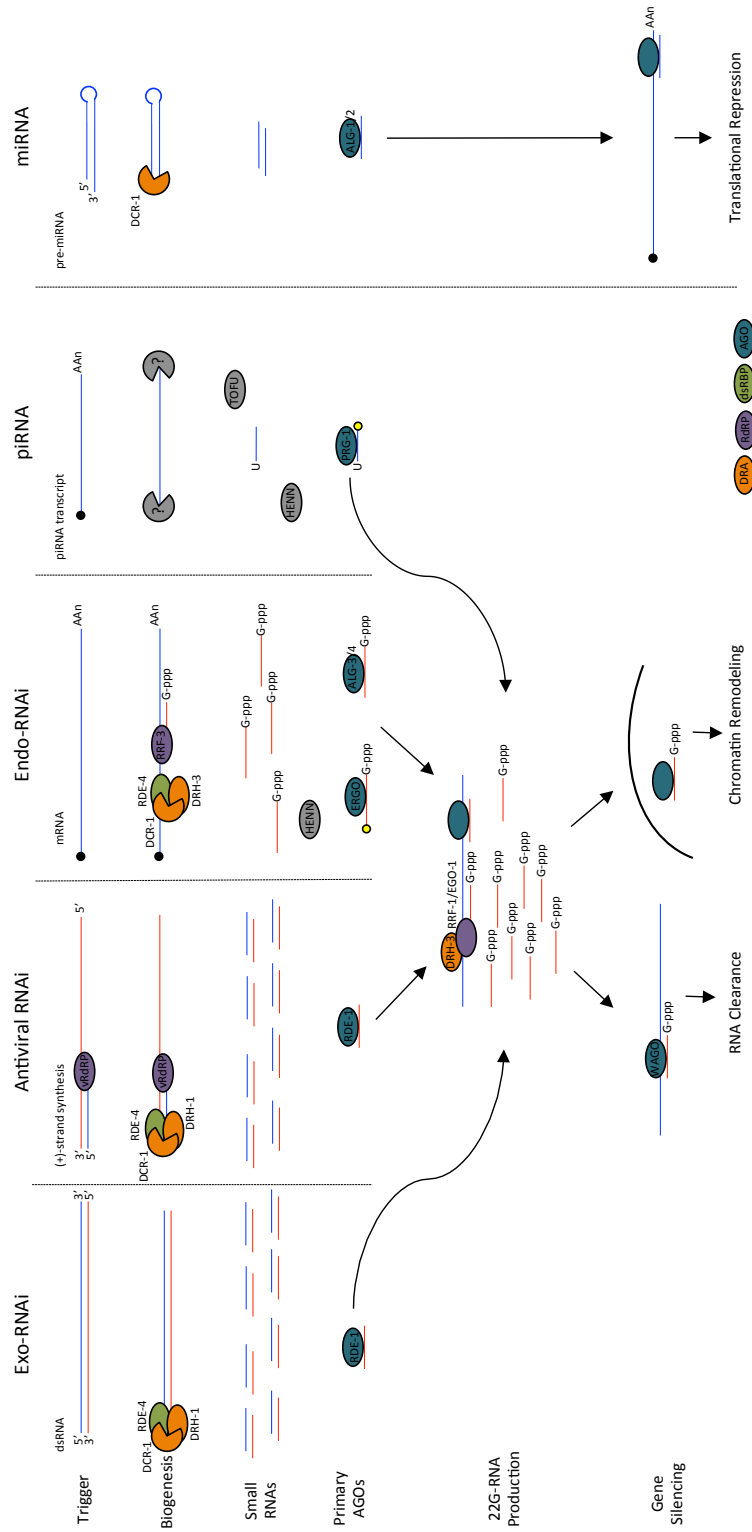 Exo-RNAi
Antiviral RNAi
Endo-RNAi
piRNA
miRNA
Trigger
dsRNA
5’
3’
3’
5’
(+)-strand synthesis
3’
5’
vRdRP
5’
mRNA
AAn
piRNA transcript
AAn
pre-miRNA
5’
3’
Biogenesis
DCR-1
RDE-4
DRH-1
DCR-1
RDE-4
DRH-1
vRdRP
DCR-1
RDE-4
DRH-3
RRF-3
G-ppp
AAn
?
?
DCR-1
Small
RNAs
G-ppp
G-ppp
G-ppp
G-ppp
HENN
U
TOFU
HENN
Primary
AGOs
RDE-1
RDE-1
ERGO
G-ppp
ALG-3/4
G-ppp
PRG-1
U
ALG-1/2
22G-RNA
Production
DRH-3
RRF-1/EGO-1
G-ppp
G-ppp
G-ppp
G-ppp
G-ppp
G-ppp
G-ppp
G-ppp
G-ppp
Gene
Silencing
WAGO
G-ppp
G-ppp
AAn
RNA Clearance
Chromatin Remodeling
Translational Repression
DRA
RdRP
dsRBP
AGO